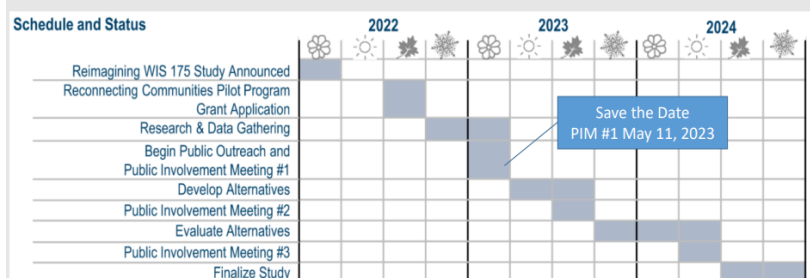 Schedule and Status
2022
2023
2024
Reimagining WIS 175 Study Announced
Reconnecting Communities Pilot Program
Grant Application
Research & Data Gathering
Begin Public Outreach and
Public Involvement Meeting #1
Develop Alternatives
Public Involvement Meeting #2
Evaluate Alternatives
Public Involvement Meeting #3
Finalize Study
Save the Date
PIM #1 May 11, 2023